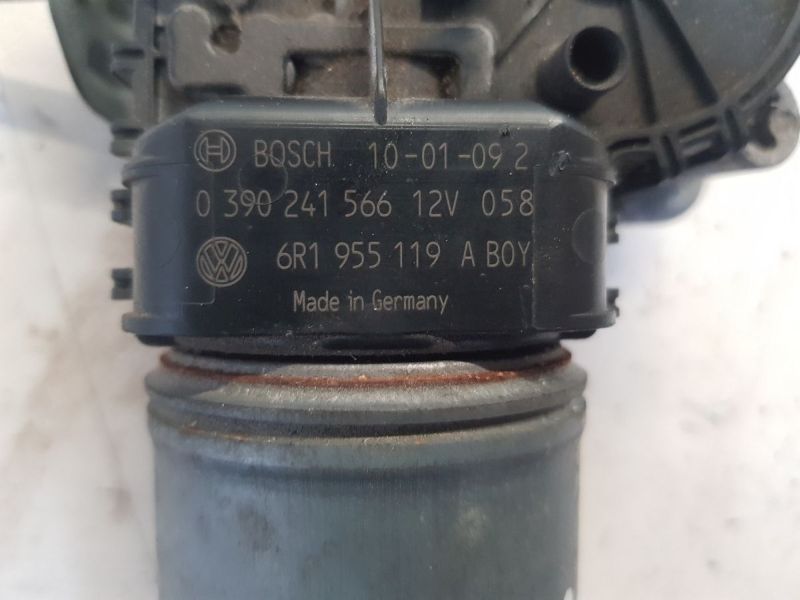 BOSCH 10-01-09 2
0 390 241 566 12V 058
6R1 955 119 A BOY
Made in Germany